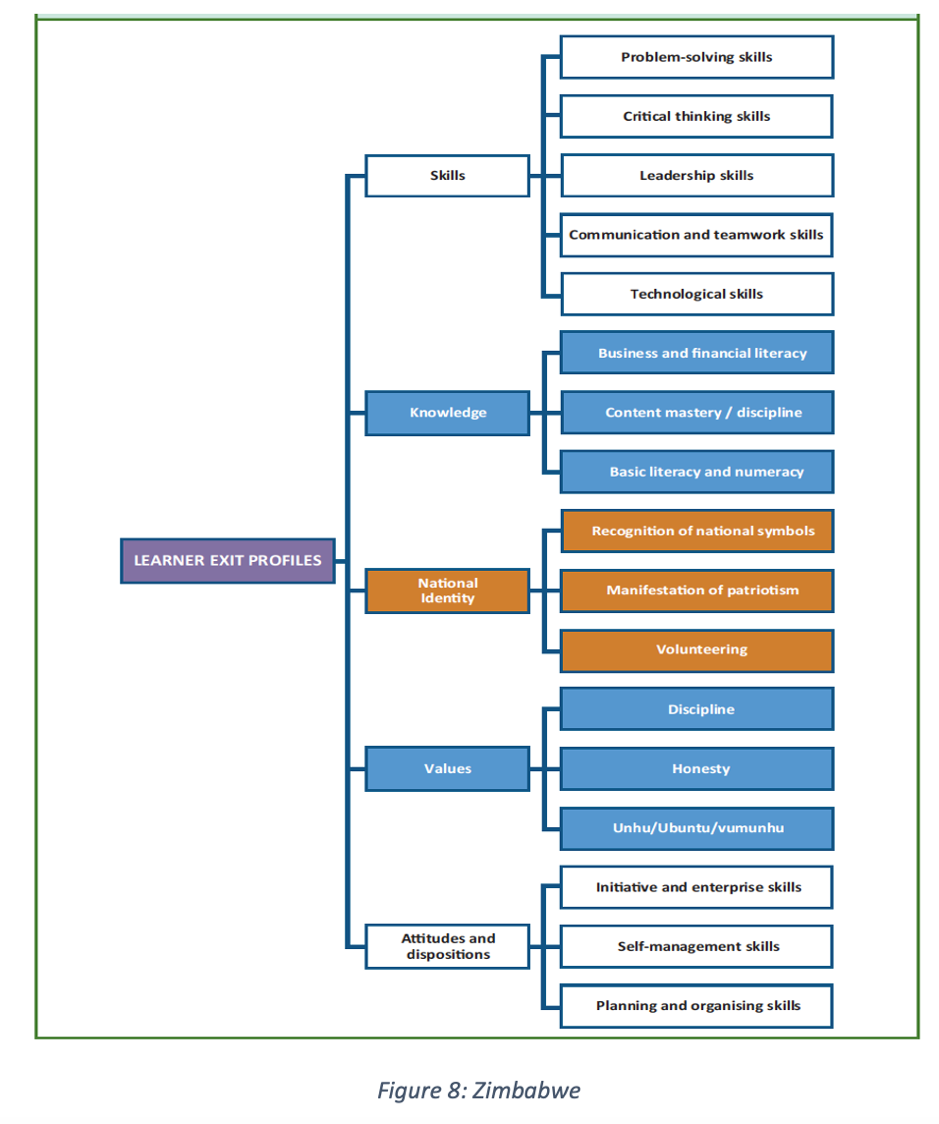 LEARNER EXIT PROFILES
Skills
Problem-solving skills
Critical thinking skills
Leadership skills
Communication and teamwork skills
Technological skills
Knowledge
Business and financial literacy
Content mastery / discipline
Basic literacy and numeracy
National
Identity
Recognition of national symbols
Manifestation of patriotism
Volunteering
Values
Discipline
Honesty
Unhu/Ubuntu/vumunhu
Attitudes and
dispositions
Initiative and enterprise skills
Self-management skills
Planning and organising skills
Figure 8: Zimbabwe